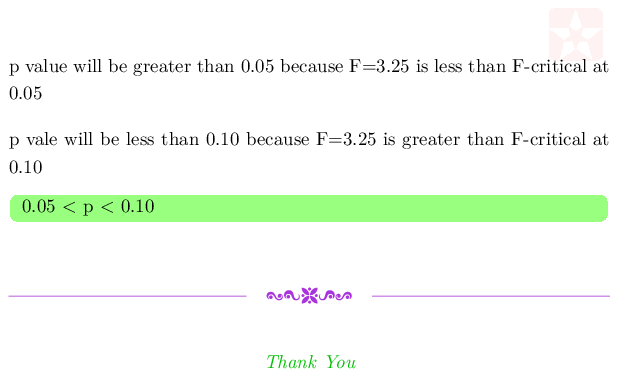 p value will be greater than 0.05 because F=3.25 is less than F-critical at
0.05
p vale will be less than 0.10 because F=3.25 is greater than F-critical at
0.10
0.05 < p < 0.10
Thank You